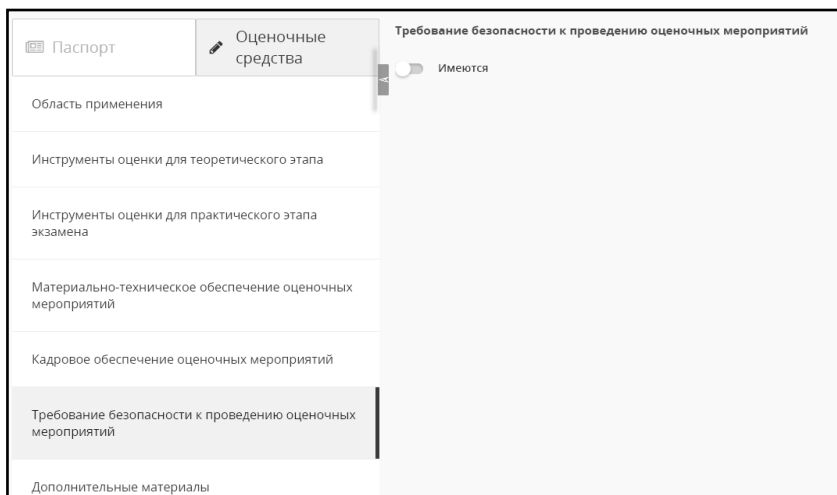 Паспорт
Оценочные
средства
Область применения
Инструменты оценки для теоретического этапа
Инструменты оценки для практического этапа
экзамена
Материально-техническое обеспечение оценочных
мероприятий
Кадровое обеспечение оценочных мероприятий
Требование безопасности к проведению оценочных
мероприятий
Дополнительные материалы
Требование безопасности к проведению оценочных мероприятий
Имеются